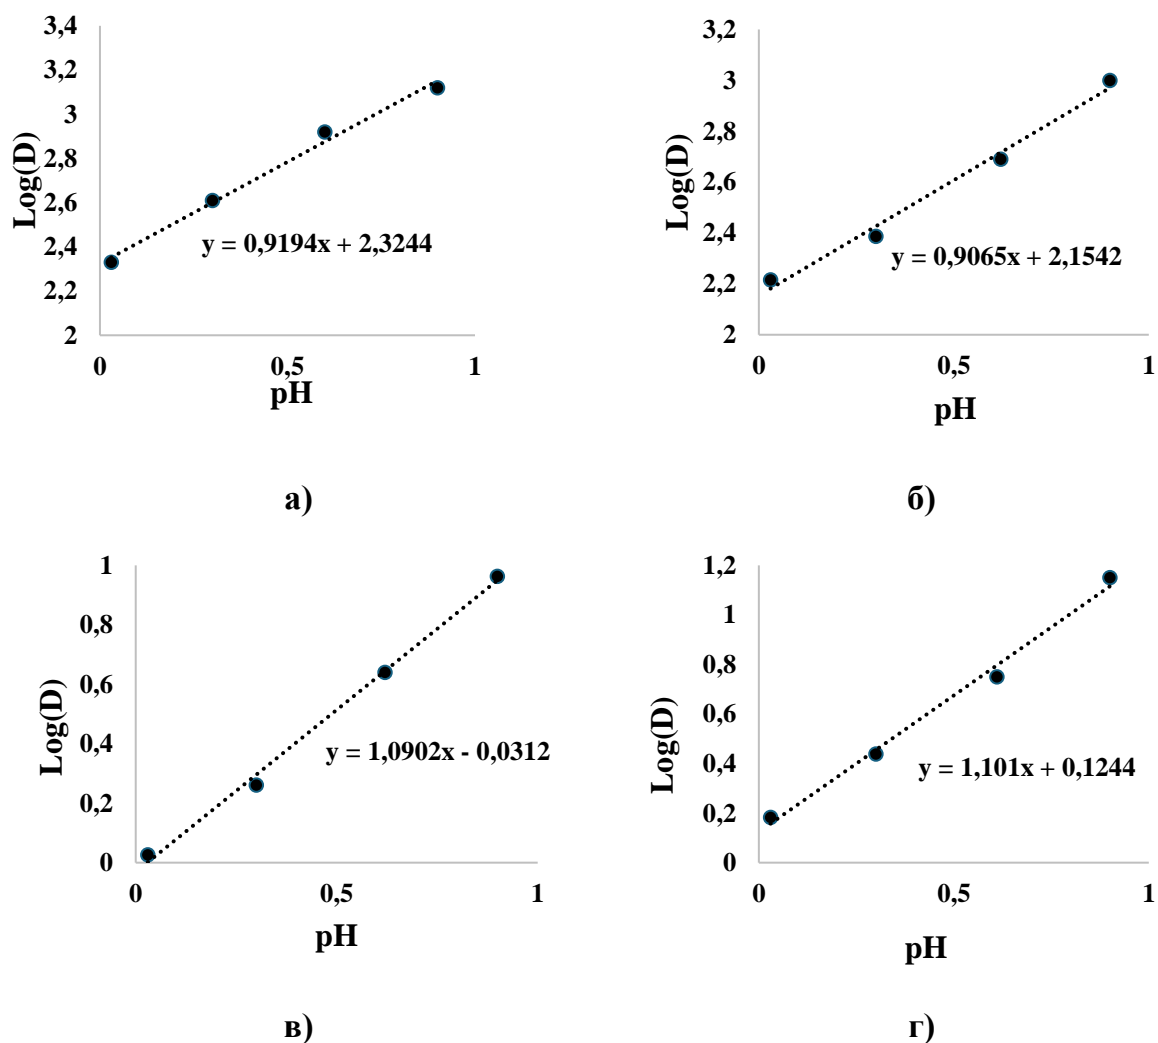 3,4
3,2
3
2,8
2,6
2,4
2,2
2
Log(D)
y = 0,9194x + 2,3244
0
0,5
1
pH
а)
3,2
3
2,8
2,6
2,4
2,2
2
Log(D)
y = 0,9065x + 2,1542
0
0,5
1
pH
б)
1
0,8
0,6
0,4
0,2
0
Log(D)
y = 1,0902x - 0,0312
0
0,5
1
pH
в)
1,2
1
0,8
0,6
0,4
0,2
0
Log(D)
y = 1,101x + 0,1244
0
0,5
1
pH
г)